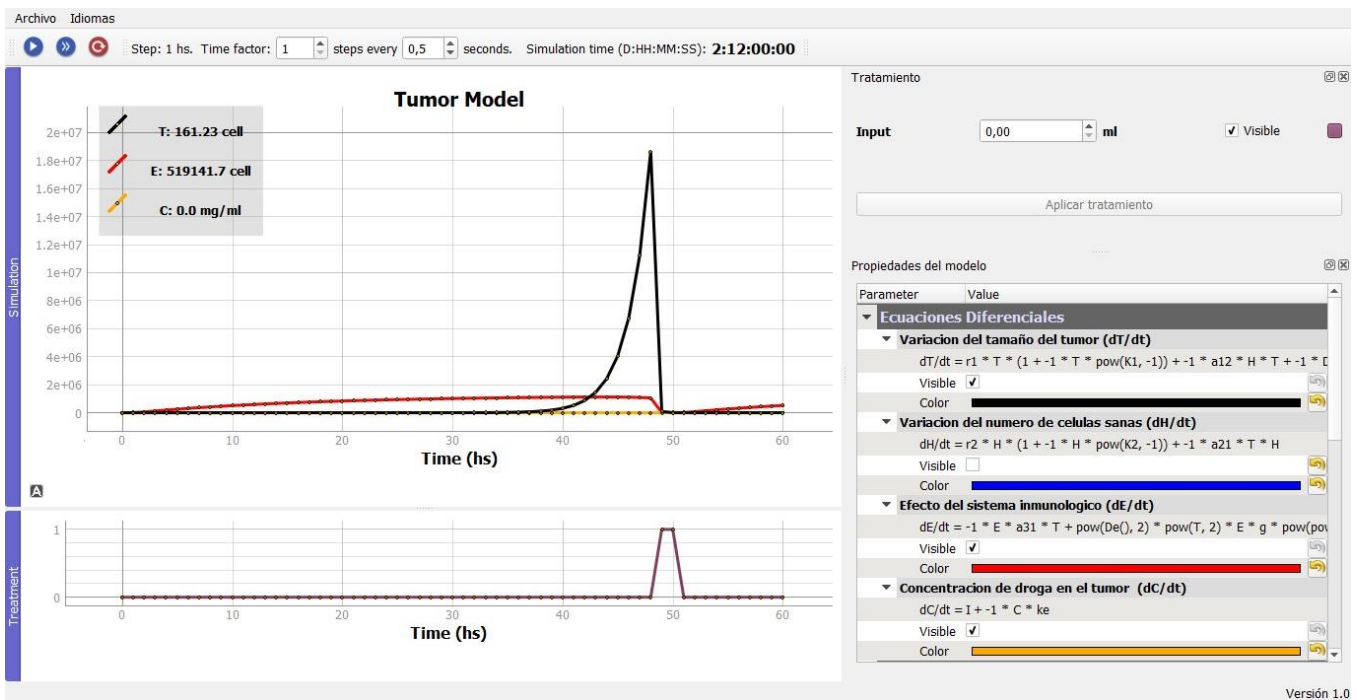 Archivo Idiomas
Step: 1 hs. Time factor: 1 steps every 0,5 seconds. Simulation time (D:HH:MM:SS): 2:12:00:00
Simulation
Tumor Model
T: 161.23 cell
E: 519141.7 cell
C: 0.0 mg/ml
2e+07
1.8e+07
1.6e+07
1.4e+07
1.2e+07
1e+07
8e+06
6e+06
4e+06
2e+06
0
0 10 20 30 40 50 60
Time (hs)
A
Treatment
1
0
0 10 20 30 40 50 60
Time (hs)
Tratamiento
Input 0,00 ml Visible
Aplicar tratamiento
Propiedades del modelo
Parameter Value
Ecuaciones Diferenciales
Variacion del tamaño del tumor (dT/dt)
dT/dt = r1 * T * (1 + -1 * T * pow(K1, -1)) + -1 * a12 * H * T + -1 *
Visible
Color
Variacion del numero de celulas sanas (dH/dt)
dH/dt = r2 * H * (1 + -1 * H * pow(K2, -1)) + -1 * a21 * T * H
Visible
Color
Efecto del sistema inmunologico (dE/dt)
dE/dt = -1 * E * a31 * T + pow(De(), 2) * pow(T, 2) * E * g * pow(po
Visible
Color
Concentracion de droga en el tumor (dC/dt)
dC/dt = I + -1 * C * ke
Visible
Color
Versión 1.0